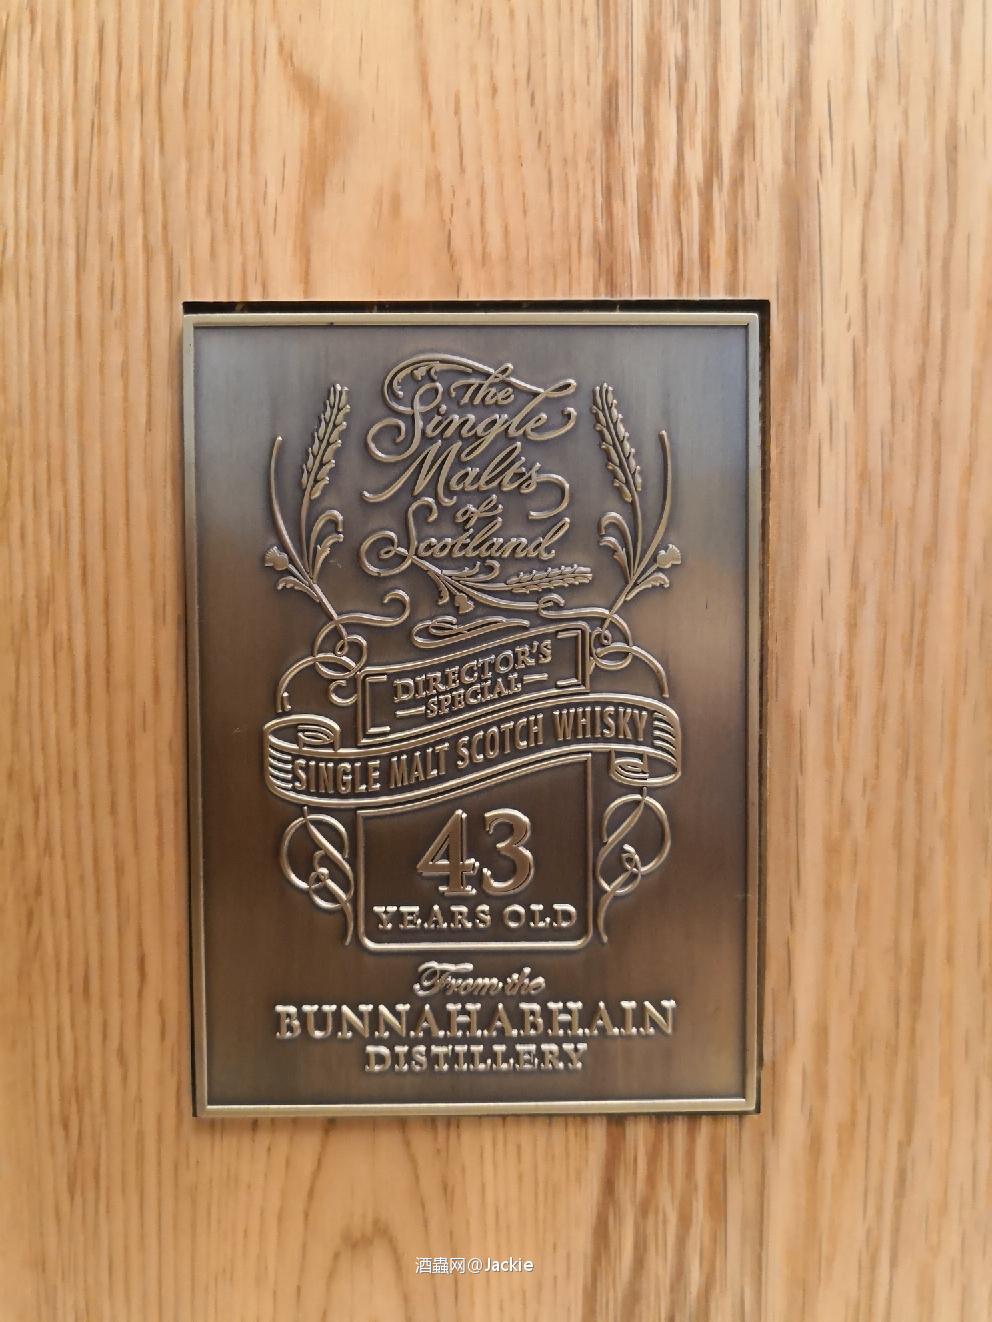 The
Single
Malts
of
Scotland
DIRECTOR'S
SPECIAL
SINGLE MALT SCOTCH WHISKY
43
YEARS OLD
From the
BUNNAHABHAIN
DISTILLERY
酒蟲网@Jackie